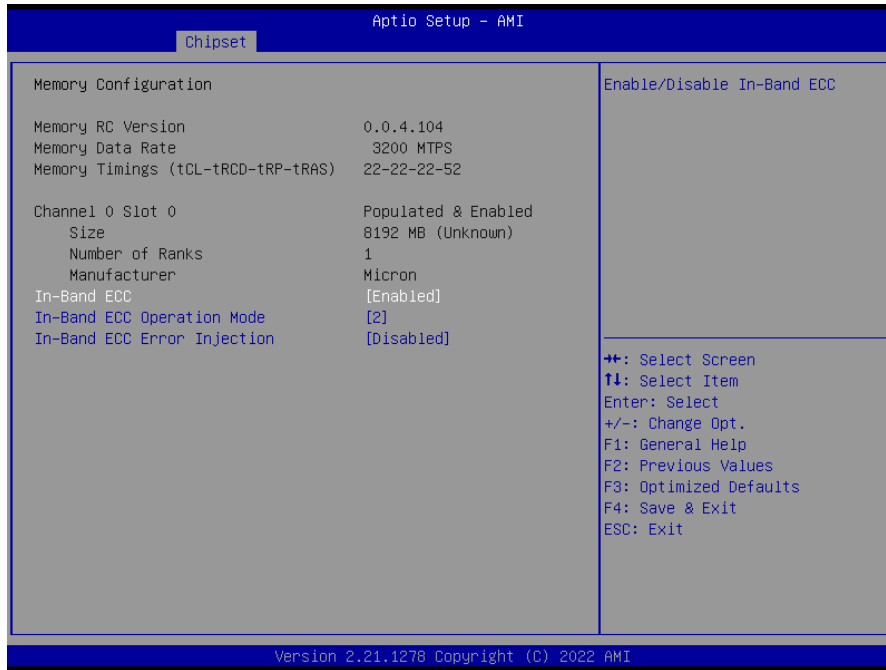 Aptio Setup – AMI
Chipset
Memory Configuration
Memory RC Version 0.0.4.104
Memory Data Rate 3200 MTPS
Memory Timings (tCL-tRCD-tRP-tRAS) 22-22-22-52
Channel 0 Slot 0 Populated & Enabled
Size 8192 MB (Unknown)
Number of Ranks 1
Manufacturer Micron
In-Band ECC [Enabled]
In-Band ECC Operation Mode [2]
In-Band ECC Error Injection [Disabled]
Enable/Disable In-Band ECC
→←: Select Screen
↑↓: Select Item
Enter: Select
+/-: Change Opt.
F1: General Help
F2: Previous Values
F3: Optimized Defaults
F4: Save & Exit
ESC: Exit
Version 2.21.1278 Copyright (C) 2022 AMI